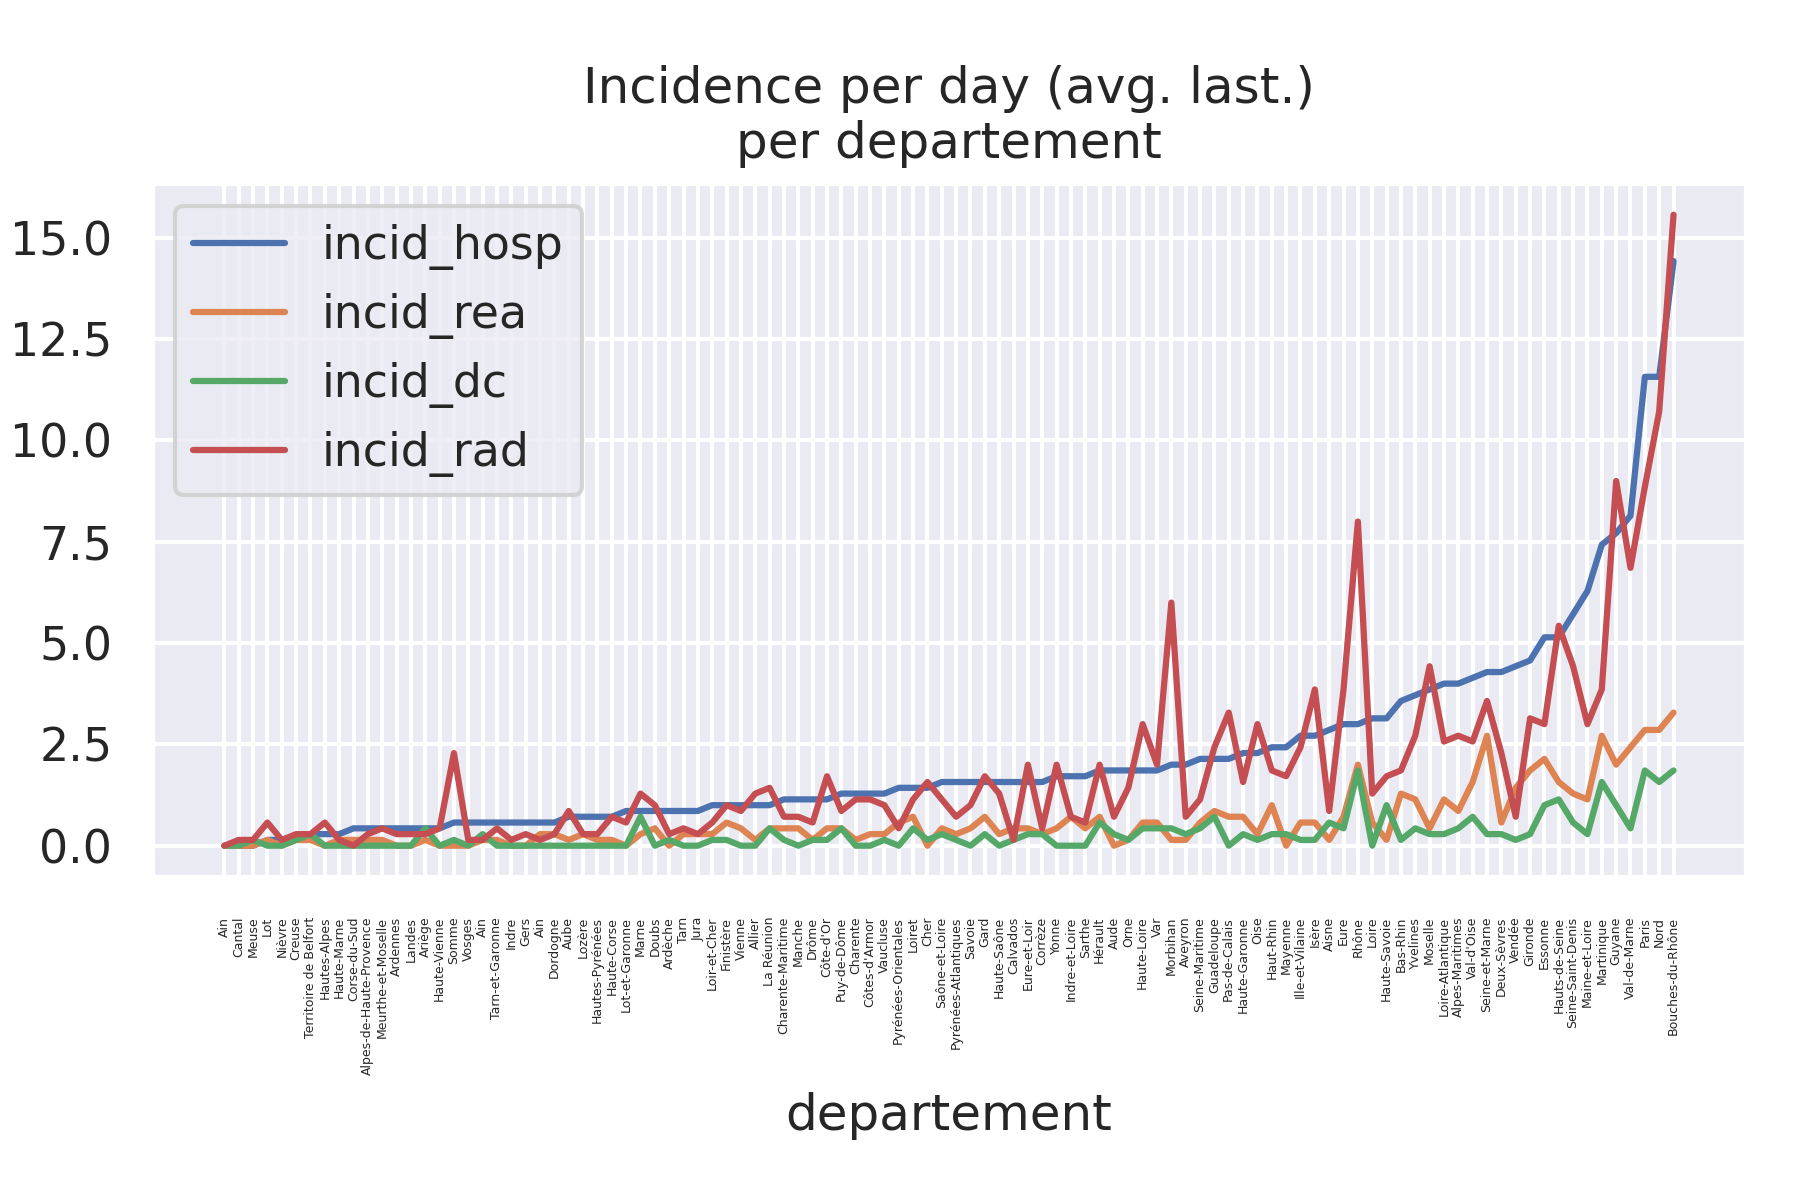 Incidence per day (avg. last.)
per departement
incid_hosp
incid_rea
incid_dc
incid_rad
15.0
12.5
10.0
7.5
5.0
2.5
0.0
Ain
Cantal
Meuse
Lot
Nièvre
Creuse
Territoire de Belfort
Hautes-Alpes
Haute-Marne
Corse-du-Sud
Alpes-de-Haute-Provence
Meurthe-et-Moselle
Ardennes
Landes
Ariège
Haute-Vienne
Somme
Vosges
Ain
Tarn-et-Garonne
Indre
Gers
Ain
Dordogne
Aube
Lozère
Hautes-Pyrénées
Haute-Corse
Lot-et-Garonne
Marne
Doubs
Ardèche
Tarn
Jura
Loir-et-Cher
Finistère
Vienne
Allier
La Réunion
Charente-Maritime
Manche
Drôme
Côte-d'Or
Puy-de-Dôme
Charente
Côtes-d'Armor
Vaucluse
Pyrénées-Orientales
Loiret
Cher
Saône-et-Loire
Pyrénées-Atlantiques
Savoie
Gard
Haute-Saône
Calvados
Eure-et-Loir
Corrèze
Yonne
Indre-et-Loire
Sarthe
Hérault
Aude
Orne
Haute-Loire
Var
Morbihan
Aveyron
Seine-Maritime
Guadeloupe
Pas-de-Calais
Haute-Garonne
Oise
Haut-Rhin
Mayenne
Ille-et-Vilaine
Isère
Aisne
Eure
Rhône
Loire
Haute-Savoie
Bas-Rhin
Yvelines
Moselle
Loire-Atlantique
Alpes-Maritimes
Val-d'Oise
Seine-et-Marne
Deux-Sèvres
Vendée
Gironde
Essonne
Hauts-de-Seine
Seine-Saint-Denis
Maine-et-Loire
Martinique
Guyane
Val-de-Marne
Paris
Nord
Bouches-du-Rhône
departement